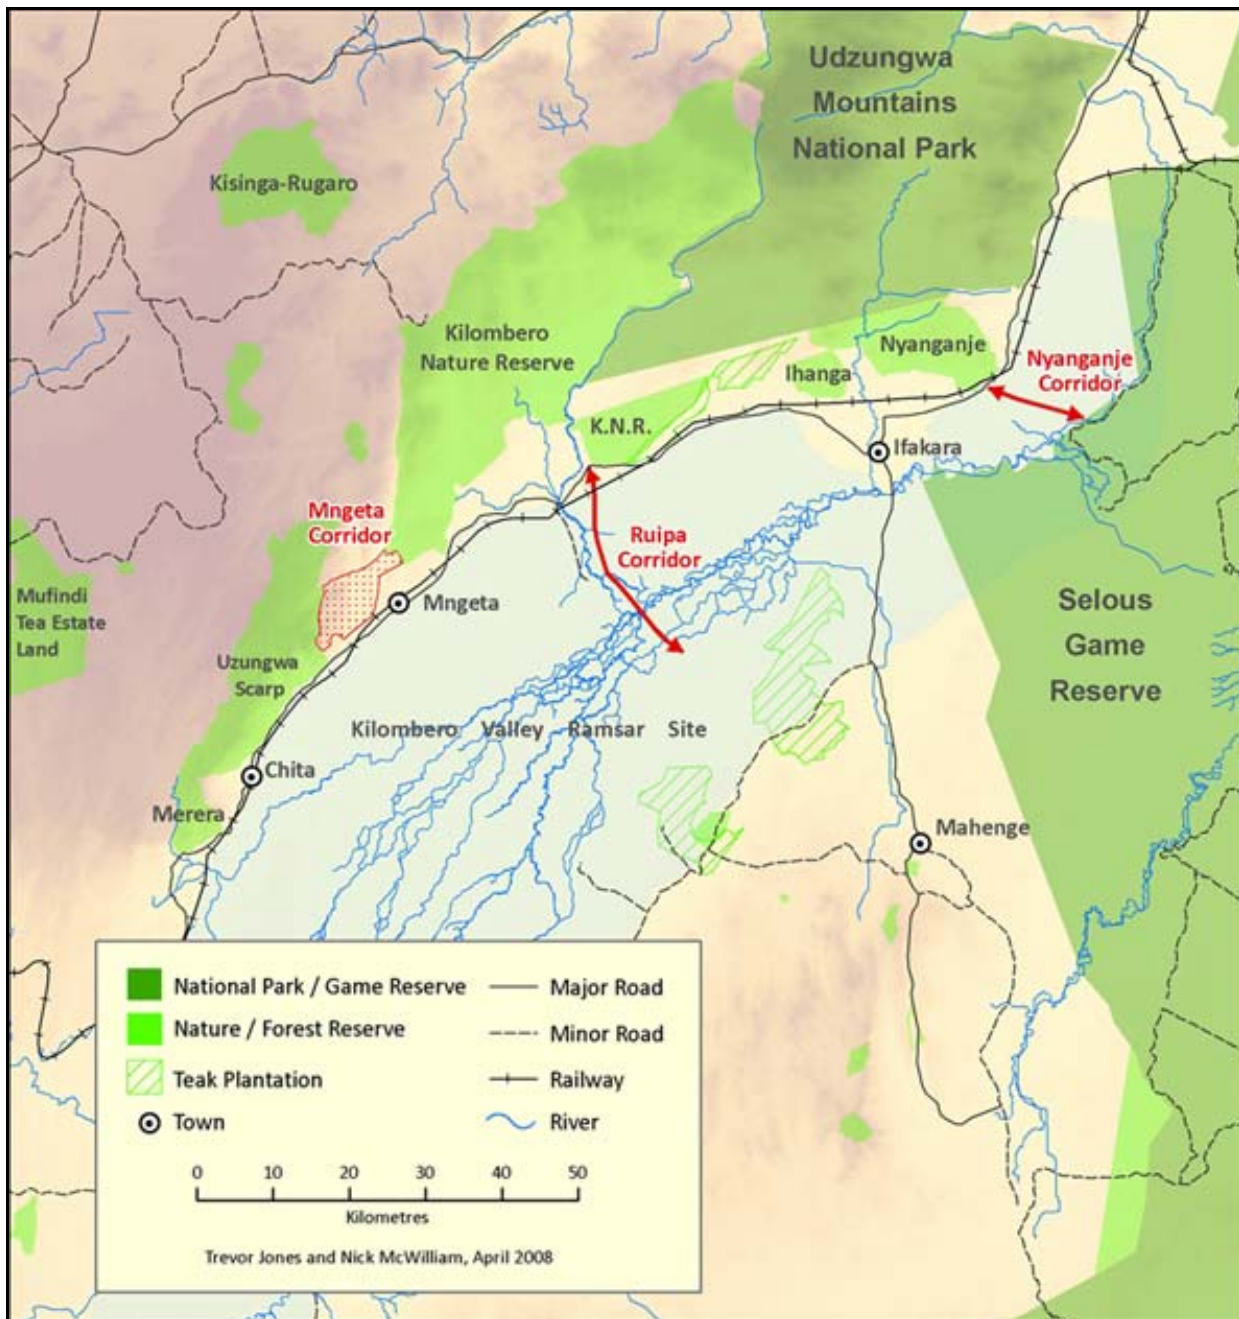 Udzungwa
Mountains
National Park
Kisinga-Rugaro
Kilombero
Nature Reserve
Nyanganje
Ihanga
Nyanganje
Corridor
K.N.R.
Ifakara
Mngeta
Corridor
Ruipa
Corridor
Mufindi
Tea Estate
Land
Mngeta
Selous
Game
Reserve
Uzungwa
Scarp
Kilombero Valley Ramsar Site
Chita
Merera
Mahenge
National Park / Game Reserve
Major Road
Nature / Forest Reserve
Minor Road
Teak Plantation
Railway
Town
River
0 10 20 30 40 50
Kilometres
Trevor Jones and Nick McWilliam, April 2008